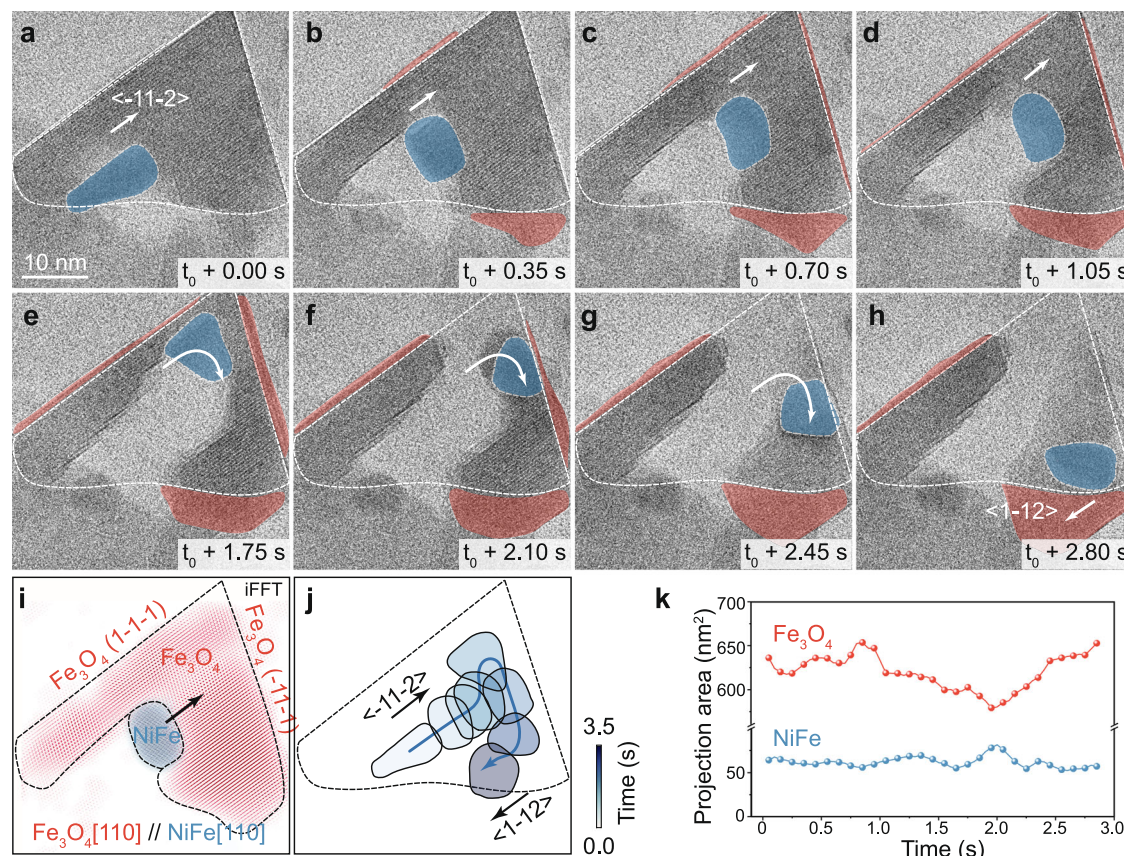 a
<-11-2>
10 nm
t0 + 0.00 s
b
t0 + 0.35 s
c
t0 + 0.70 s
d
t0 + 1.05 s
e
t0 + 1.75 s
f
t0 + 2.10 s
g
t0 + 2.45 s
h
<1-12>
t0 + 2.80 s
i
iFFT
Fe3O4 (1-1-1)
Fe3O4
Fe3O4 (-11-1)
NiFe
Fe3O4[110] // NiFe[110]
j
<-11-2>
<1-12>
3.5
Time (s)
0.0
k
Projection area (nm2)
700
650
600
50
0
Fe3O4
NiFe
0 0.5 1.0 1.5 2.0 2.5 3.0
Time (s)